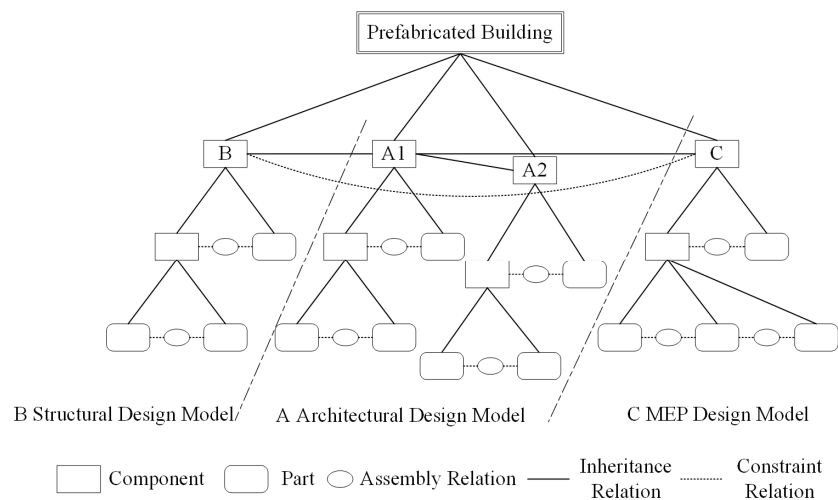 Prefabricated Building
B
A1
A2
C
B Structural Design Model
A Architectural Design Model
C MEP Design Model
Component
Part
Assembly Relation
Inheritance
Relation
Constraint
Relation